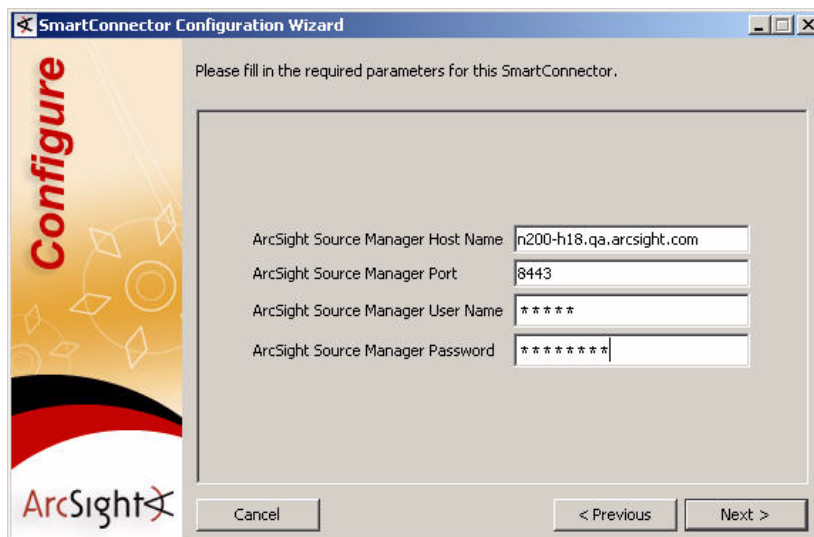 SmartConnector Configuration Wizard
Configure
Please fill in the required parameters for this SmartConnector.
ArcSight Source Manager Host Name n200-h18.qa.arcsight.com
ArcSight Source Manager Port 8443
ArcSight Source Manager User Name *****
ArcSight Source Manager Password ********
ArcSight
Cancel < Previous Next >